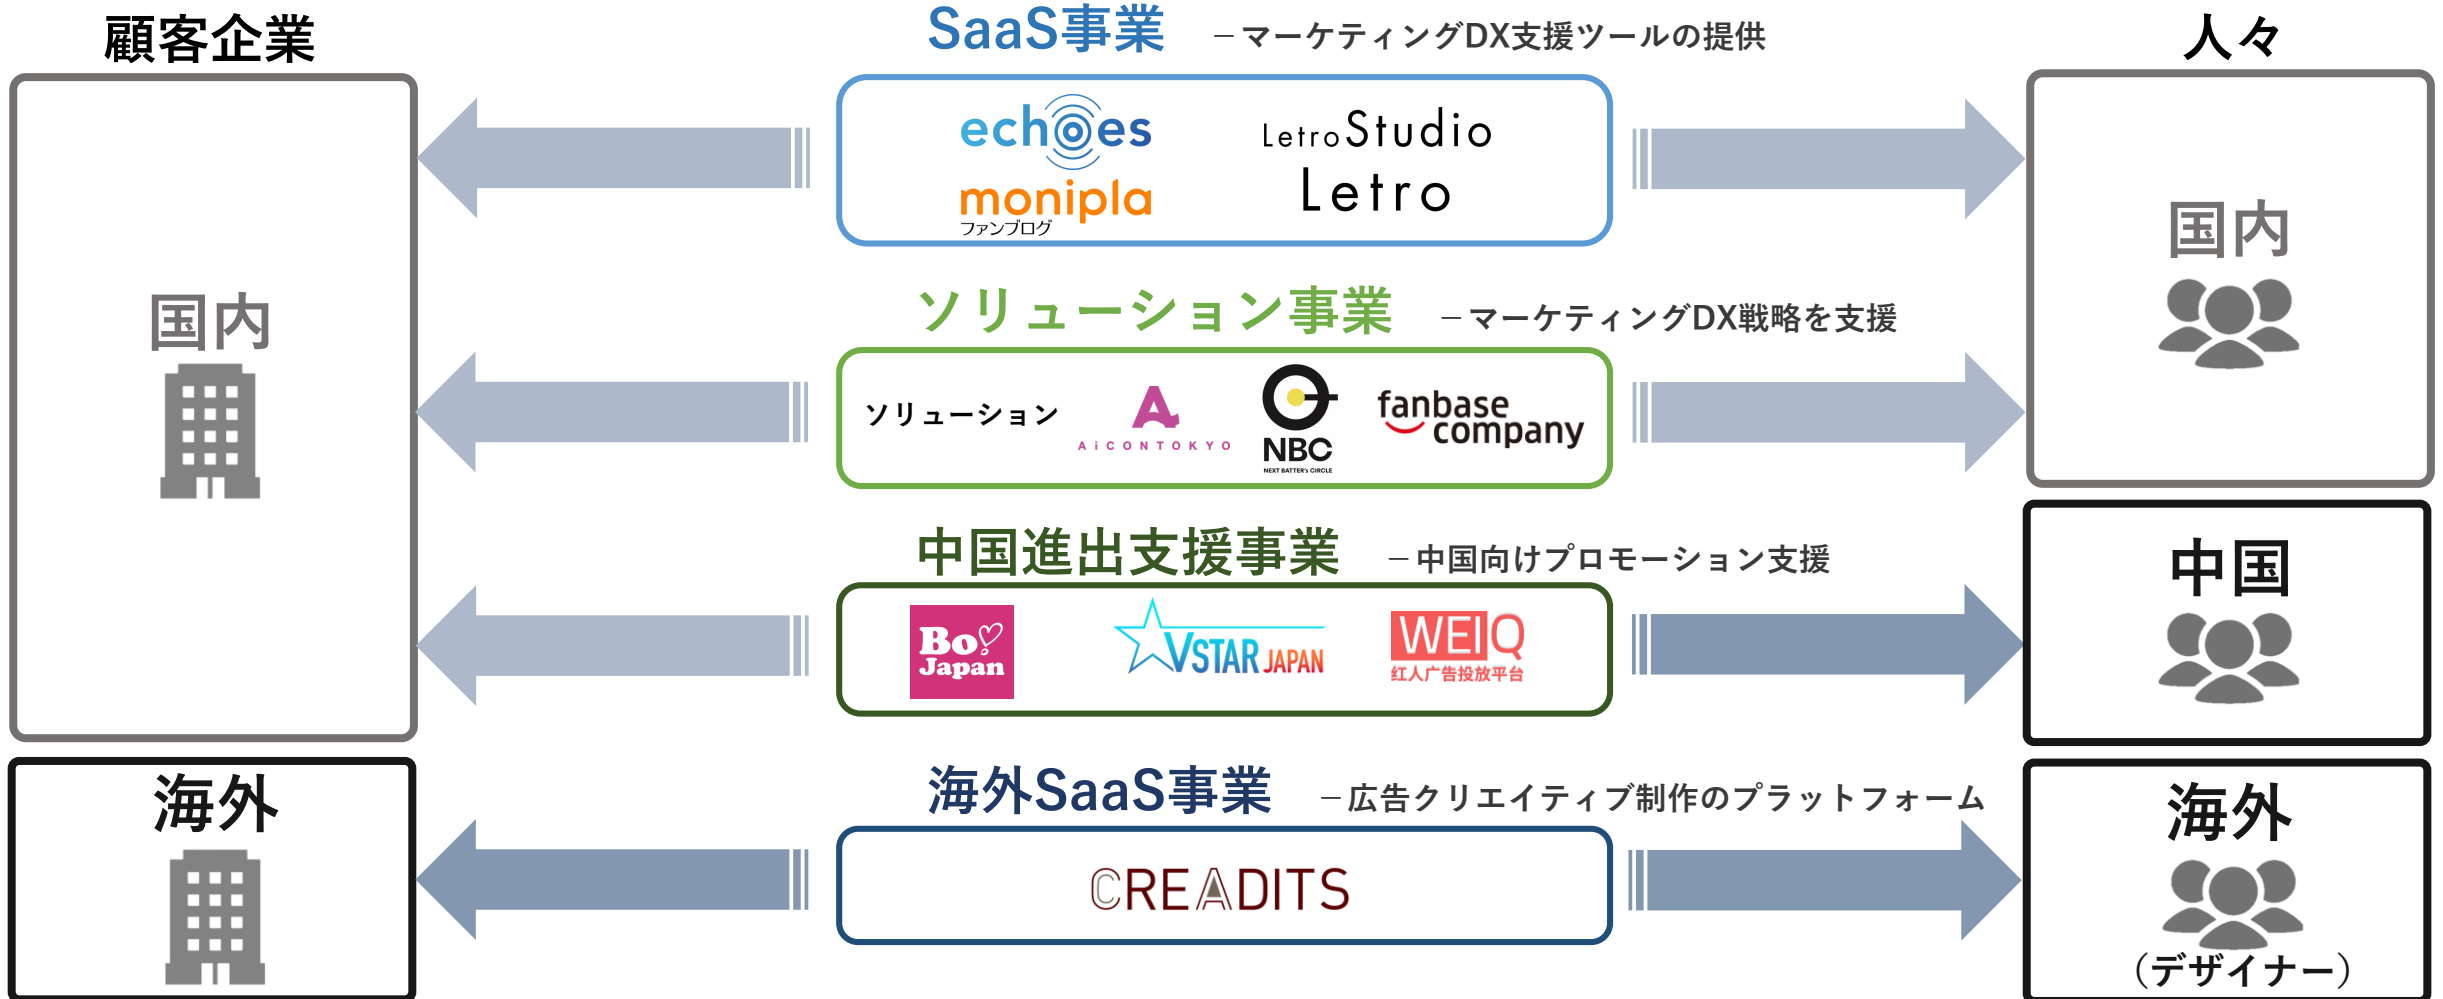 顧客企業
SaaS事業 －マーケティングDX支援ツールの提供
人々
echoes
LetroStudio
monipla
ファンブログ
Letro
国内
国内
ソリューション事業 －マーケティングDX戦略を支援
ソリューション
AiCONTOKYO
NBC
NEXT BATTER's CIRCLE
fanbase
company
中国進出支援事業 －中国向けプロモーション支援
中国
Bo
Japan
VSTAR JAPAN
WEIQ
红人广告投放平台
海外
海外SaaS事業 －広告クリエイティブ制作のプラットフォーム
海外
CREADITS
（デザイナー）